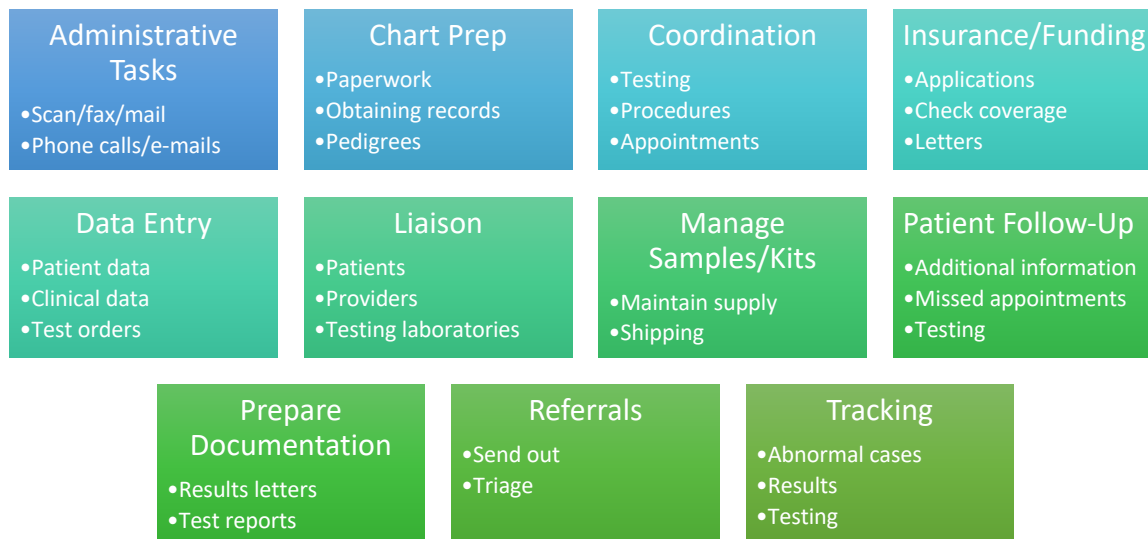 Administrative
Tasks
•Scan/fax/mail
•Phone calls/e-mails
Chart Prep
•Paperwork
•Obtaining records
•Pedigrees
Coordination
•Testing
•Procedures
•Appointments
Insurance/Funding
•Applications
•Check coverage
•Letters
Data Entry
•Patient data
•Clinical data
•Test orders
Liaison
•Patients
•Providers
•Testing laboratories
Manage
Samples/Kits
•Maintain supply
•Shipping
Patient Follow-Up
•Additional information
•Missed appointments
•Testing
Prepare
Documentation
•Results letters
•Test reports
Referrals
•Send out
•Triage
Tracking
•Abnormal cases
•Results
•Testing